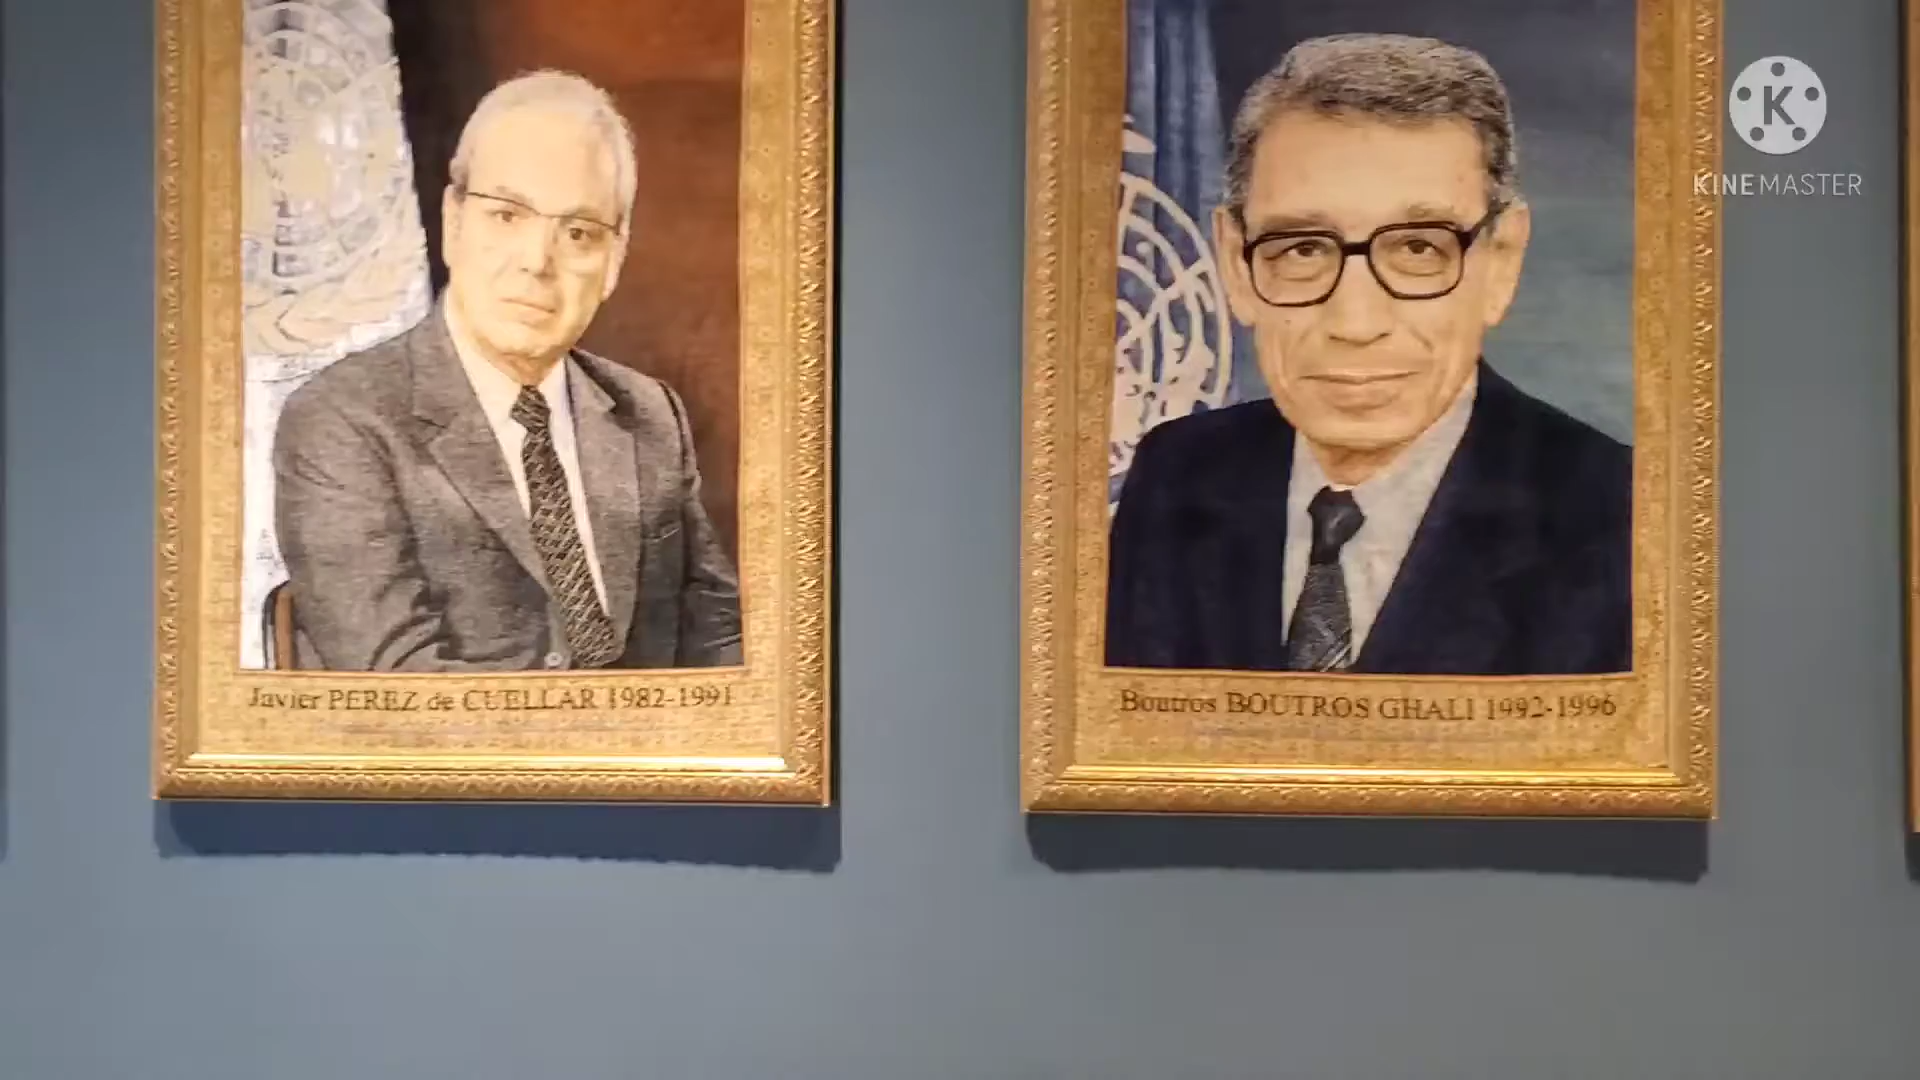 K
KINEMASTER
Javier PEREZ de CUELLAR 1982-1991
Boutros BOUTROS GHALI 1992-1996